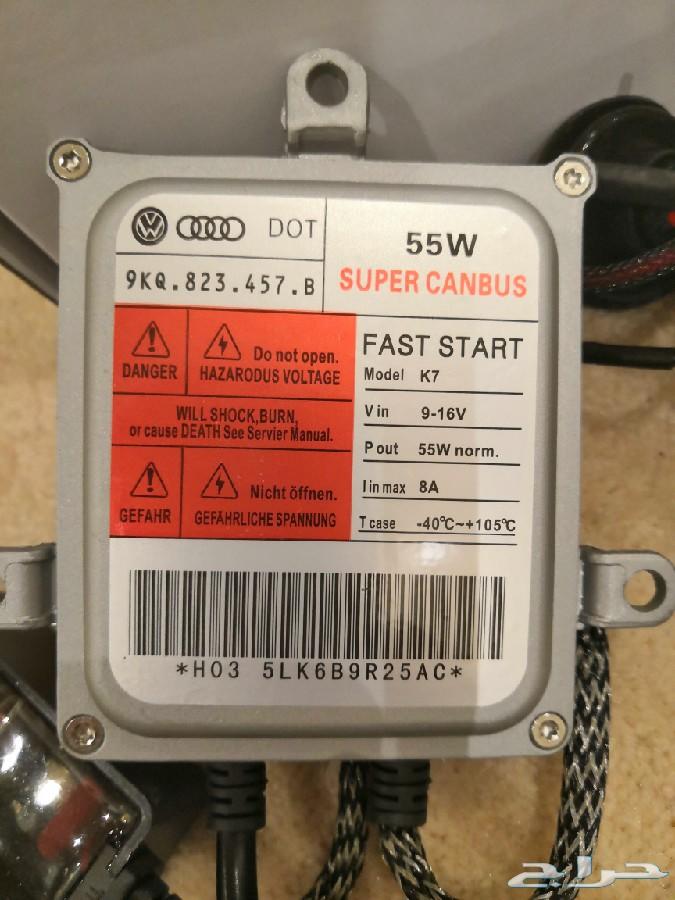 DOT
9KQ.823.457.B
55W
SUPER CANBUS
DANGER
Do not open.
HAZARODUS VOLTAGE
WILL SHOCK,BURN,
or cause DEATH See Servier Manual.
GEFAHR
Nicht öffnen.
GEFÄHRLICHE SPANNUNG
FAST START
Model K7
Vin 9-16V
Pout 55W norm.
Iin max 8A
Tcase -40℃~+105℃
*H03 5LK6B9R25AC*
حراج